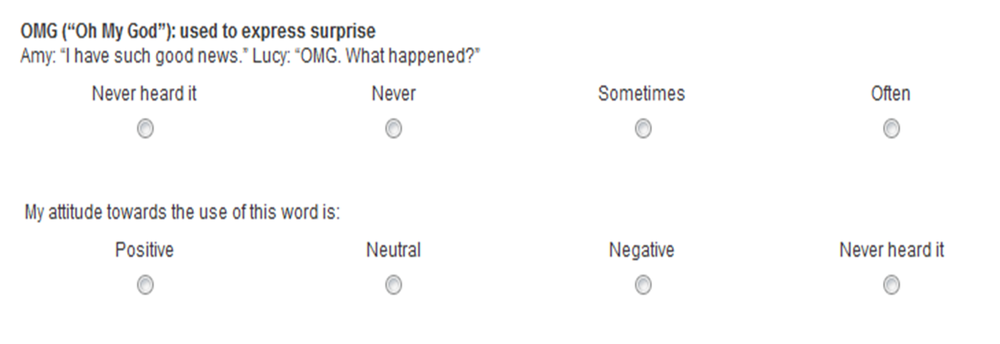 OMG (“Oh My God”): used to express surprise
Amy: “I have such good news.” Lucy: “OMG. What happened?”
Never heard it Never Sometimes Often
My attitude towards the use of this word is:
Positive Neutral Negative Never heard it